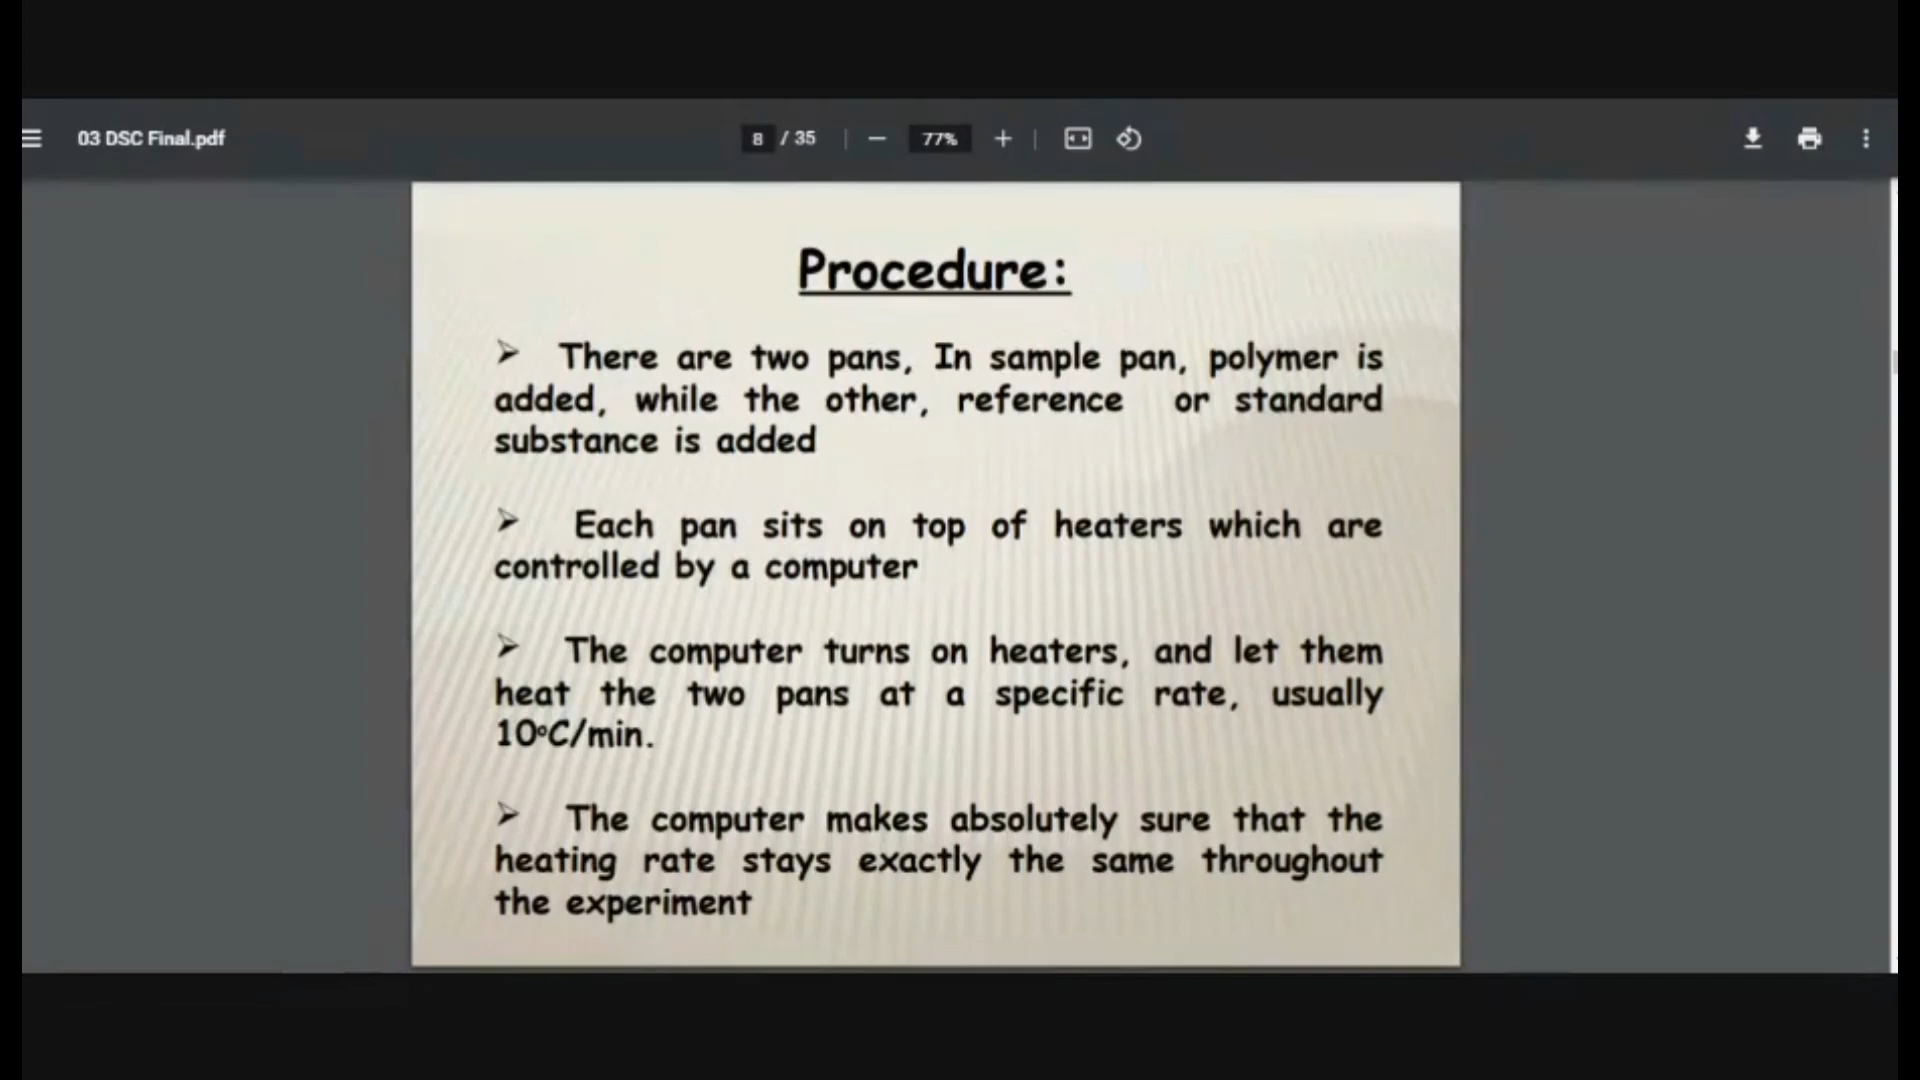 03 DSC Final.pdf
8 / 35
77%
Procedure:
➢ There are two pans, In sample pan, polymer is
added, while the other, reference or standard
substance is added
➢ Each pan sits on top of heaters which are
controlled by a computer
➢ The computer turns on heaters, and let them
heat the two pans at a specific rate, usually
10°C/min.
➢ The computer makes absolutely sure that the
heating rate stays exactly the same throughout
the experiment